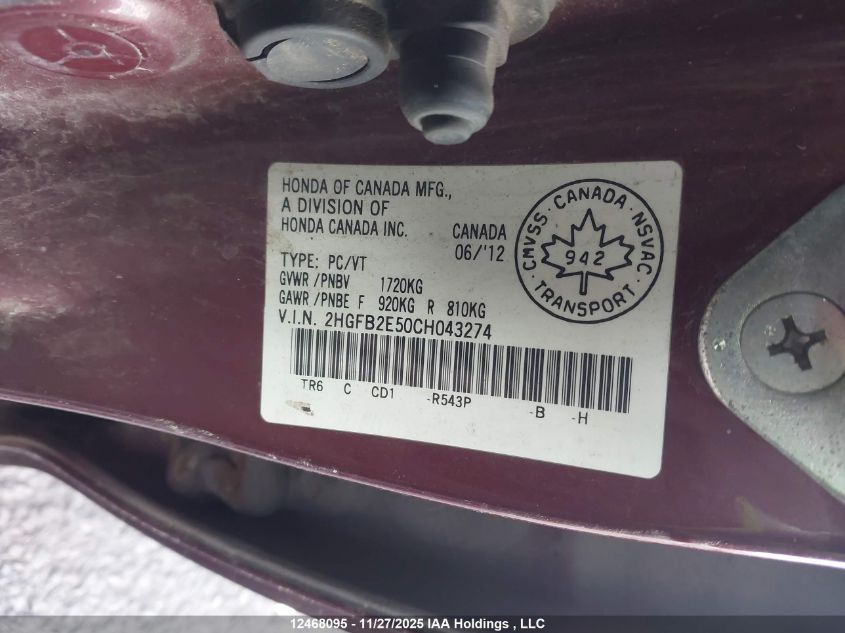 HONDA OF CANADA MFG.,
A DIVISION OF
HONDA CANADA INC.
CANADA
06/'12
TYPE: PC/VT
GVWR/PNBV 1720KG
GAWR/PNBE F 920KG R 810KG
V.I.N. 2HGFB2E50CH043274
TR6 C CD1 -R543P -B -H
CMVSS · CANADA · NSVAC
942
· TRANSPORT ·
12468095 - 11/27/2025 IAA Holdings , LLC